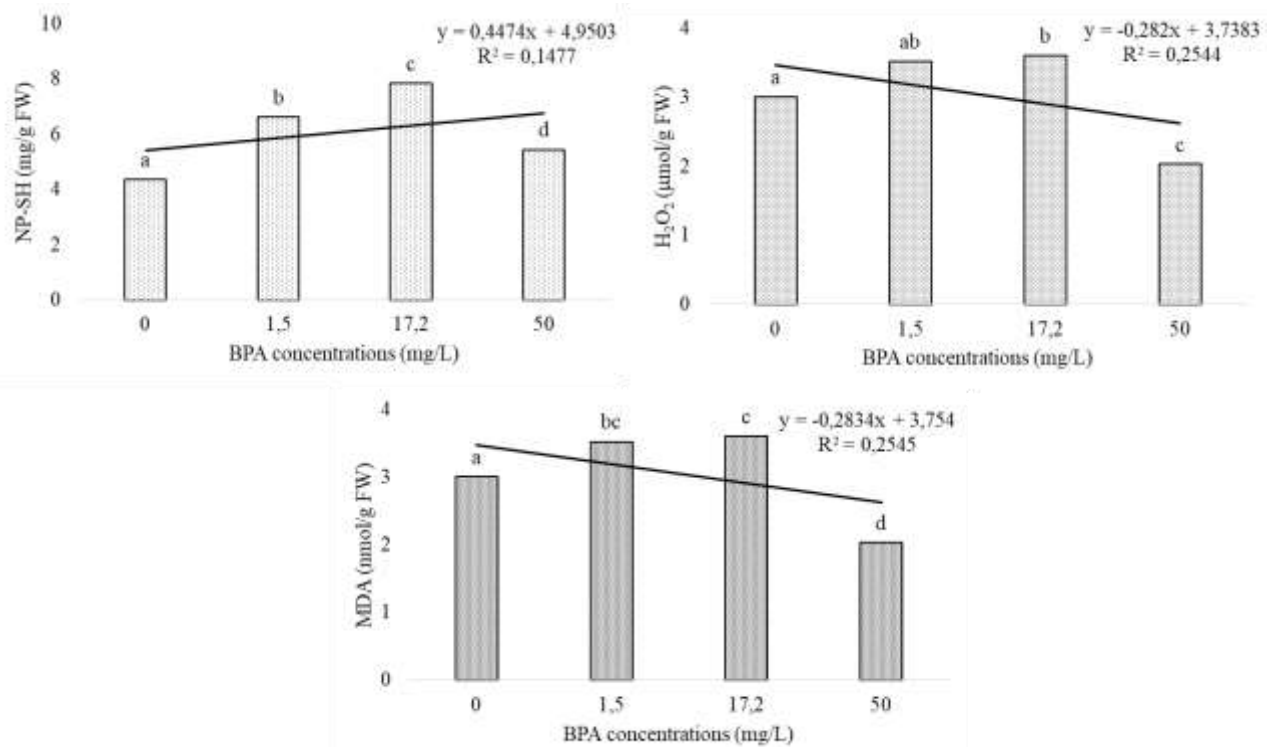 y = 0,4474x + 4,9503
R² = 0,1477
NP-SH (mg/g FW)
10
8
6
4
2
0
a
b
c
d
0 1,5 17,2 50
BPA concentrations (mg/L)
y = -0,282x + 3,7383
R² = 0,2544
H₂O₂ (µmol/g FW)
4
3
2
1
0
a
ab
b
c
0 1,5 17,2 50
BPA concentrations (mg/L)
y = -0,2834x + 3,754
R² = 0,2545
MDA (nmol/g FW)
4
3
2
1
0
a
bc
c
d
0 1,5 17,2 50
BPA concentrations (mg/L)